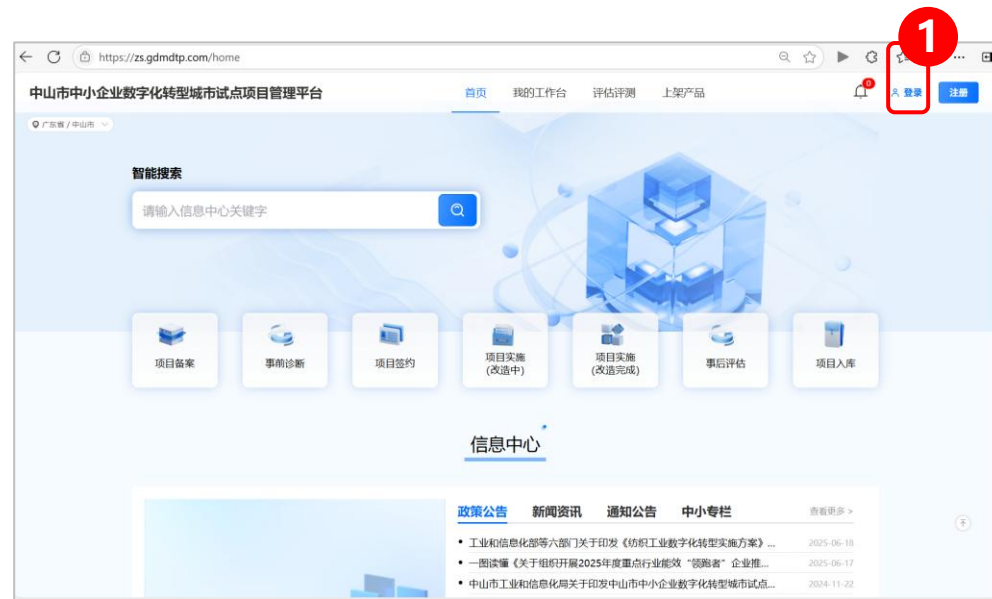 1
https://zs.gdmdtp.com/home
中山市中小企业数字化转型城市试点项目管理平台
首页 我的工作台 评估评测 上架产品
0
登录 注册
广东省 / 中山市
智能搜索
请输入信息中心关键字
项目备案 事前诊断 项目签约 项目实施 项目实施 事后评估 项目入库
(改造中) (改造完成)
信息中心
政策公告 新闻资讯 通知公告 中小专栏 查看更多 >
• 工业和信息化部等六部门关于印发《纺织工业数字化转型实施方案》... 2025-06-18
• 一图读懂《关于组织开展2025年度重点行业能效“领跑者”企业推... 2025-06-17
• 中山市工业和信息化局关于印发中山市中小企业数字化转型城市试点... 2024-11-22